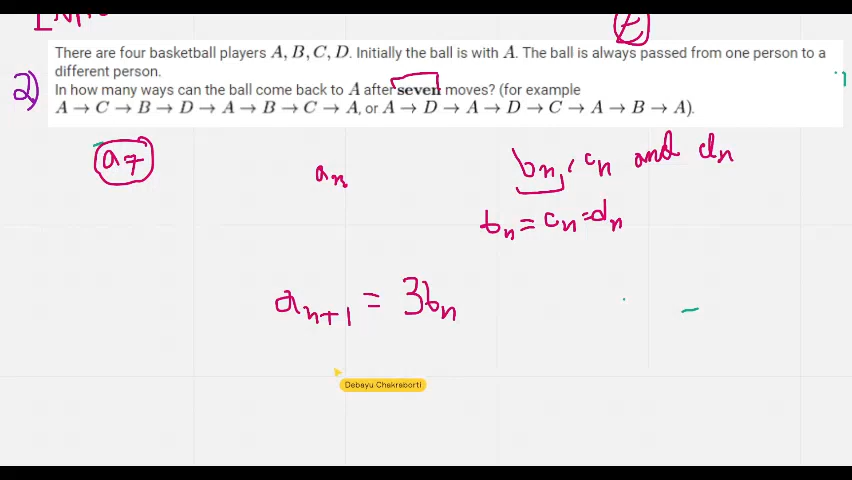 2)
There are four basketball players A, B, C, D. Initially the ball is with A. The ball is always passed from one person to a
different person.
In how many ways can the ball come back to A after seven moves? (for example
A → C → B → D → A → B → C → A, or A → D → A → D → C → A → B → A).
a₇
aₙ
bₙ, cₙ and dₙ
bₙ = cₙ = dₙ
aₙ₊₁ = 3bₙ
Debayu Chakraborti